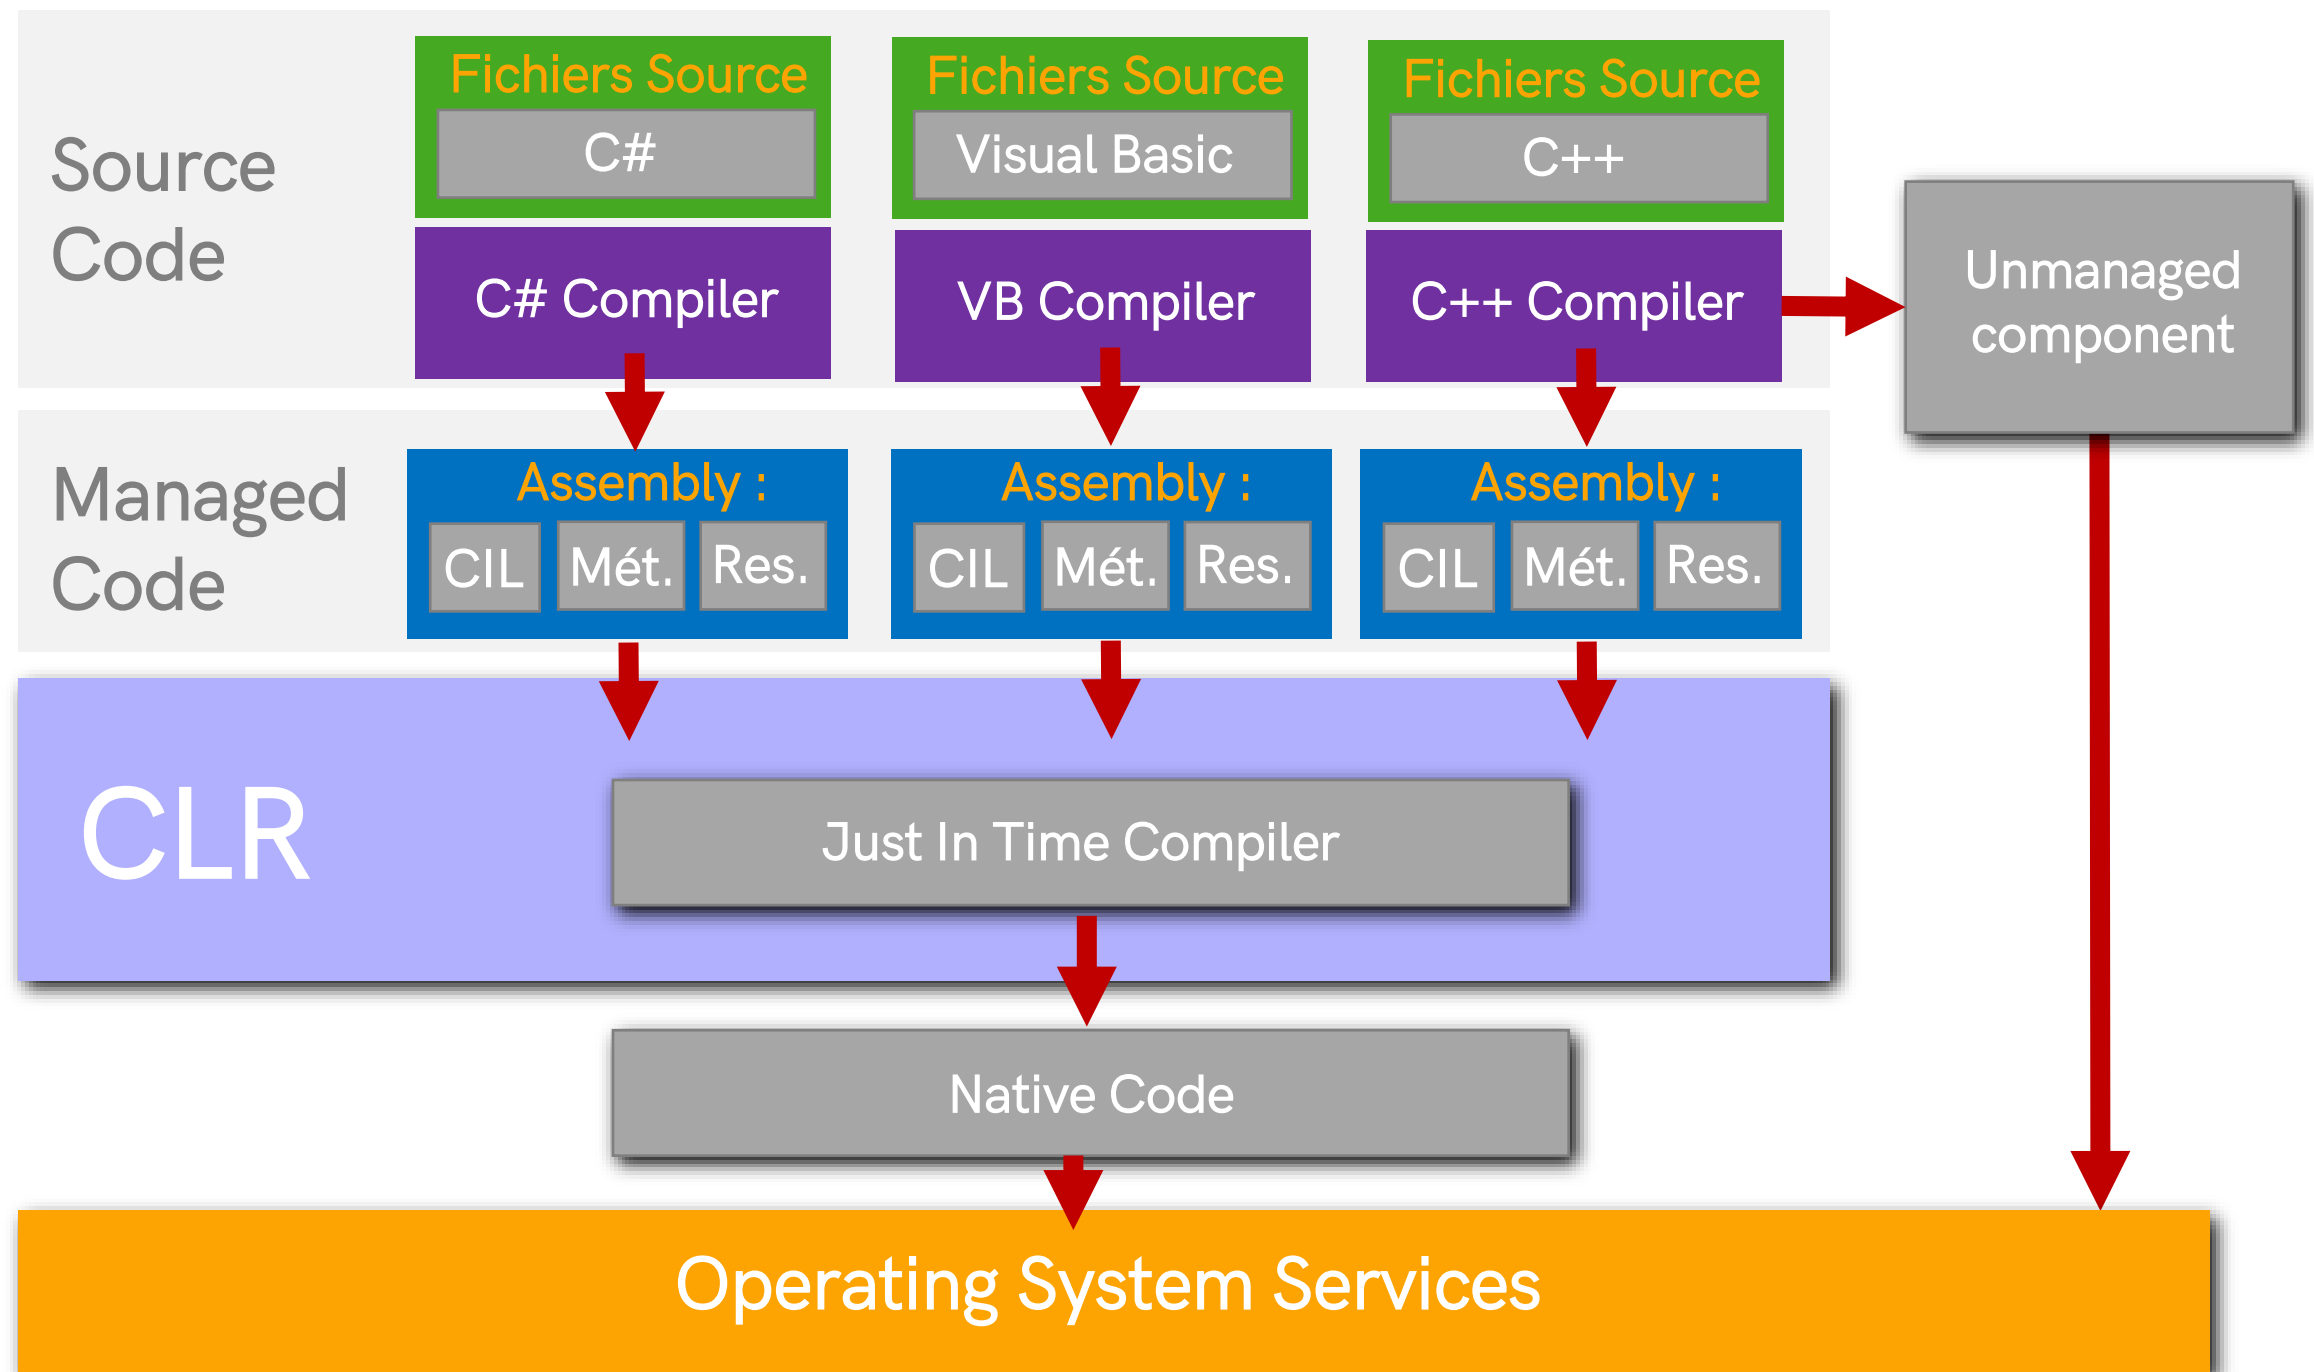 Source
Code
Fichiers Source
C#
C# Compiler
Fichiers Source
Visual Basic
VB Compiler
Fichiers Source
C++
C++ Compiler
Unmanaged
component
Managed
Code
Assembly :
CIL Mét. Res.
Assembly :
CIL Mét. Res.
Assembly :
CIL Mét. Res.
CLR
Just In Time Compiler
Native Code
Operating System Services